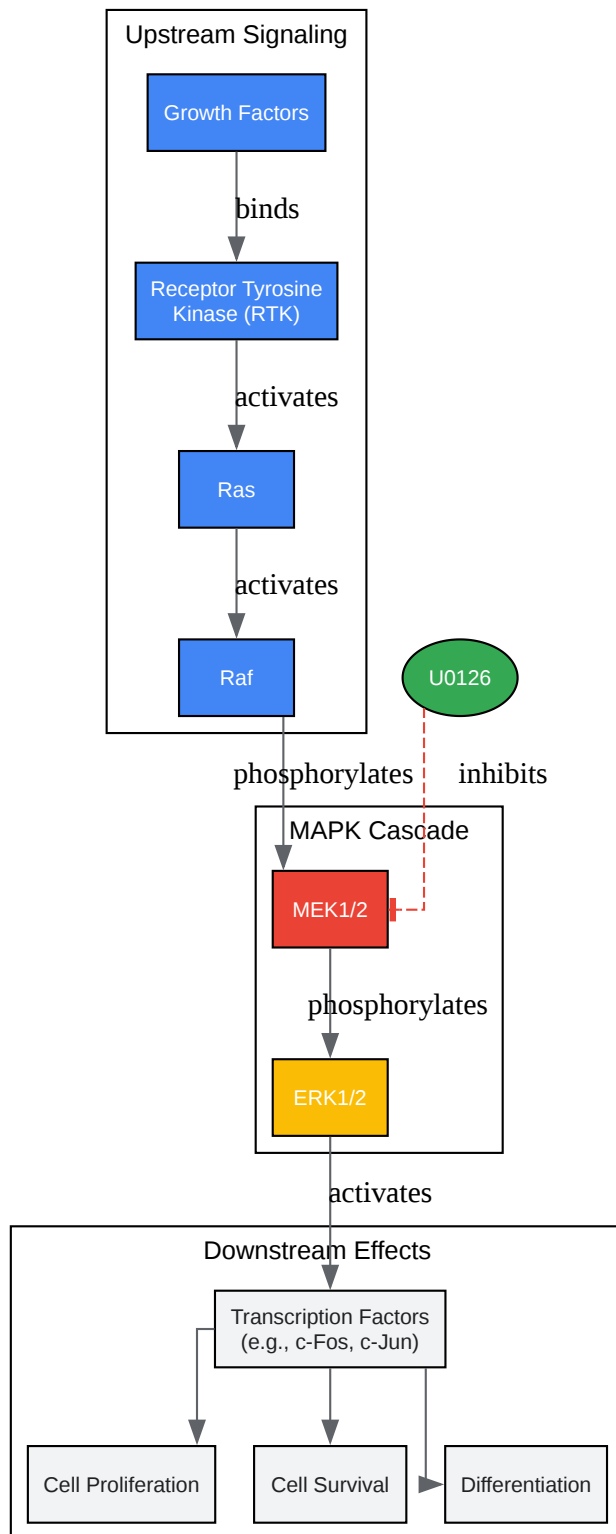 Upstream Signaling
Growth Factors
binds
Receptor Tyrosine
Kinase (RTK)
activates
Ras
activates
Raf
U0126
phosphorylates
inhibits
MAPK Cascade
MEK1/2
phosphorylates
ERK1/2
activates
Downstream Effects
Transcription Factors
(e.g., c-Fos, c-Jun)
Cell Proliferation
Cell Survival
Differentiation